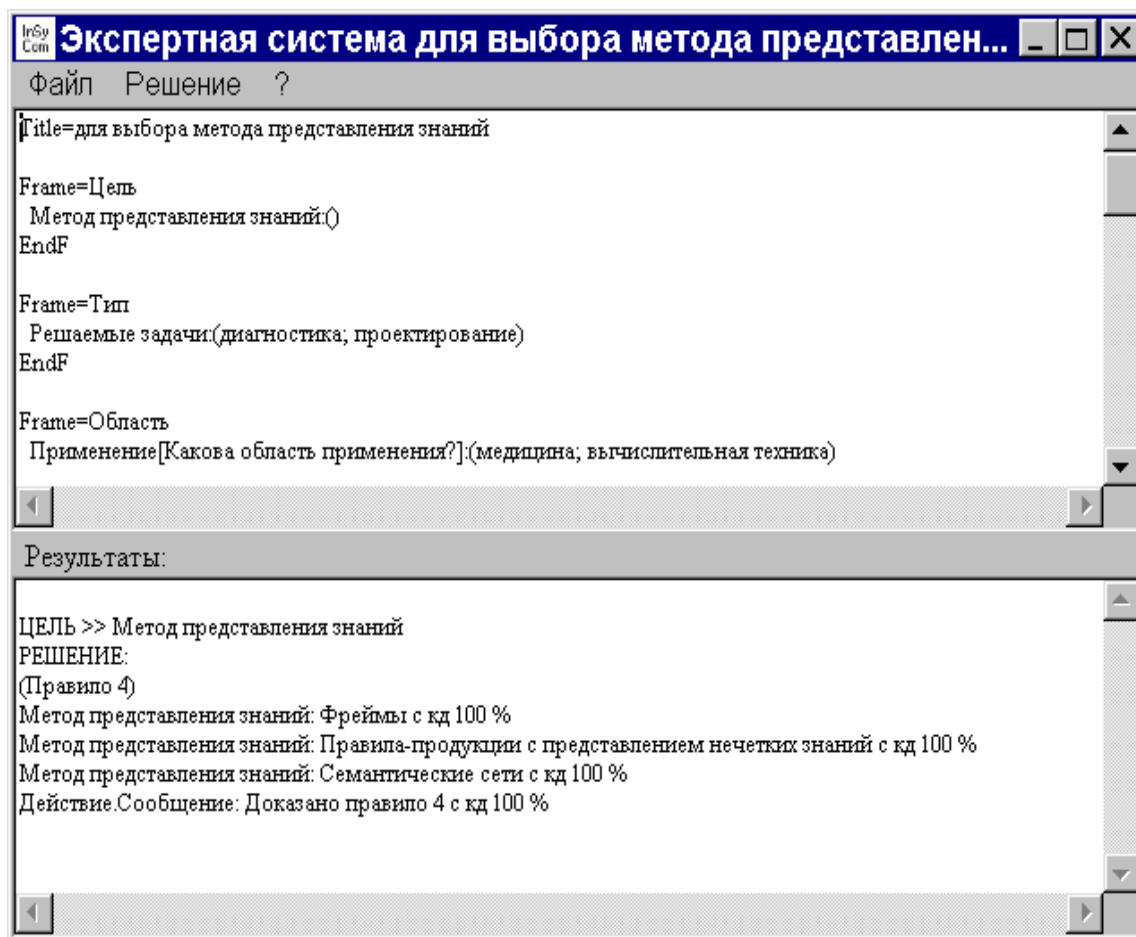 InSy
Com
Экспертная система для выбора метода представлен...
Файл Решение ?
Title=для выбора метода представления знаний
Frame=Цель
Метод представления знаний:()
EndF
Frame=Тип
Решаемые задачи:(диагностика; проектирование)
EndF
Frame=Область
Применение[Какова область применения?]:(медицина; вычислительная техника)
Результаты:
ЦЕЛЬ >> Метод представления знаний
РЕШЕНИЕ:
(Правило 4)
Метод представления знаний: Фреймы с кд 100 %
Метод представления знаний: Правила-продукции с представлением нечетких знаний с кд 100 %
Метод представления знаний: Семантические сети с кд 100 %
Действие.Сообщение: Доказано правило 4 с кд 100 %